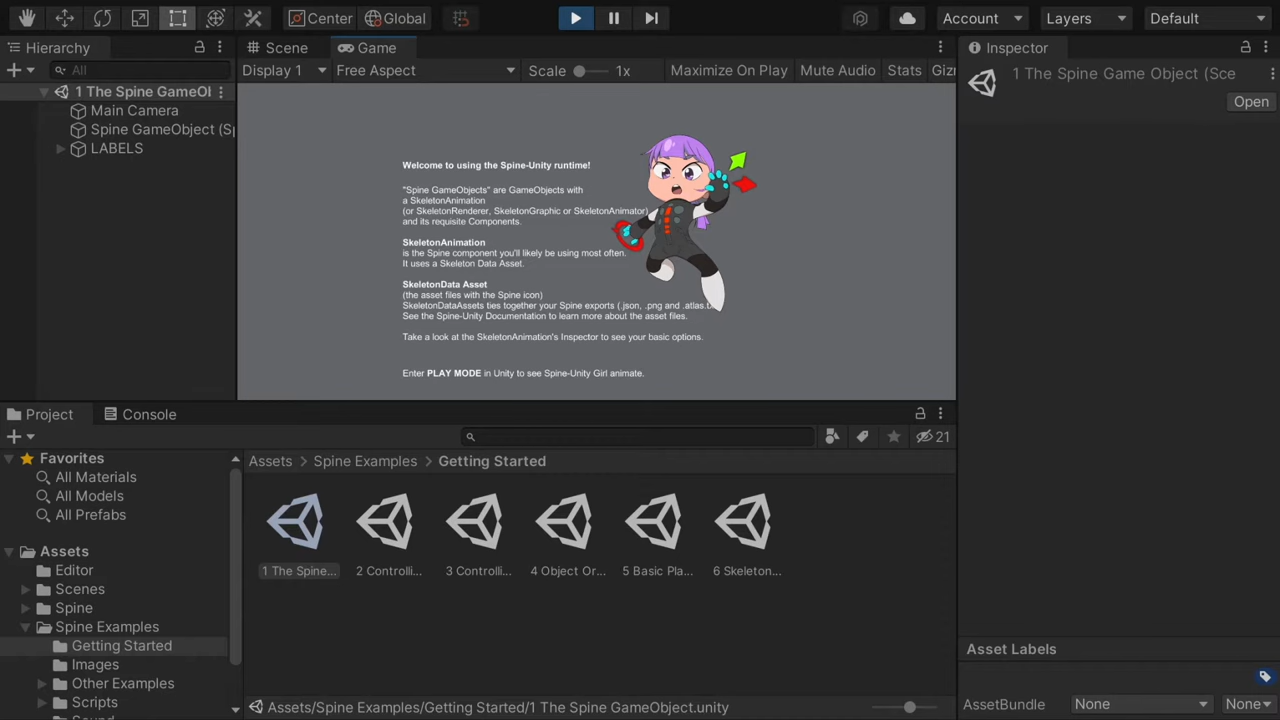 Center
Global
Account
Layers
Default
Hierarchy
Scene
Game
Inspector
All
Display 1
Free Aspect
Scale
1x
Maximize On Play
Mute Audio
Stats
Giz
1 The Spine Game Object (Sce
Open
1 The Spine GameOl
Main Camera
Spine GameObject (S
LABELS
Welcome to using the Spine-Unity runtime!
"Spine GameObjects" are GameObjects with
a SkeletonAnimation
(or SkeletonRenderer, SkeletonGraphic or SkeletonAnimator)
and its requisite Components.
SkeletonAnimation
is the Spine component you'll likely be using most often.
It uses a Skeleton Data Asset.
SkeletonData Asset
(the asset files with the Spine icon)
SkeletonDataAssets ties together your Spine exports (.json, .png and .atlas.t
See the Spine-Unity Documentation to learn more about the asset files.
Take a look at the SkeletonAnimation's Inspector to see your basic options.
Enter PLAY MODE in Unity to see Spine-Unity Girl animate.
Project
Console
21
Favorites
All Materials
All Models
All Prefabs
Assets
Editor
Scenes
Spine
Spine Examples
Getting Started
Images
Other Examples
Scripts
Assets > Spine Examples > Getting Started
1 The Spine...
2 Controlli...
3 Controlli...
4 Object Or...
5 Basic Pla...
6 Skeleton...
Assets/Spine Examples/Getting Started/1 The Spine GameObject.unity
Asset Labels
AssetBundle
None
None